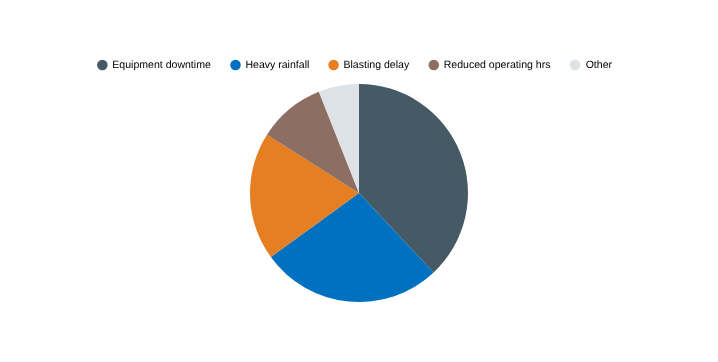 Equipment downtime Heavy rainfall Blasting delay Reduced operating hrs Other